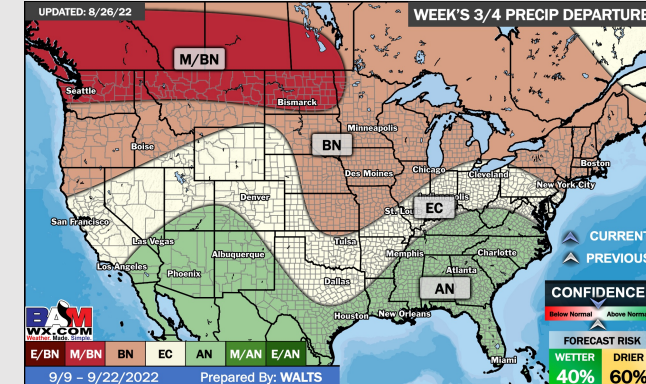 UPDATED: 8/26/22
WEEK'S 3/4 PRECIP DEPARTURE
M/BN
Seattle
Bismarck
Minneapolis
Boise
BN
Des Moines
Chicago
Boston
Cleveland
New York City
Denver
St. Lou
EC
olis
San Francisco
Las Vegas
Tulsa
CURRENT
PREVIOUS
Los Angeles
Albuquerque
Memphis
Charlotte
Phoenix
Atlanta
Dallas
AN
CONFIDENCE
Below Normal
Above Norma
Houston
New Orleans
BAM
WX.COM
Weather. Made. Simple.
FORECAST RISK
E/BN M/BN BN EC AN M/AN E/AN
Miami
WETTER
DRIER
40%
60%
9/9 – 9/22/2022
Prepared By: WALTS